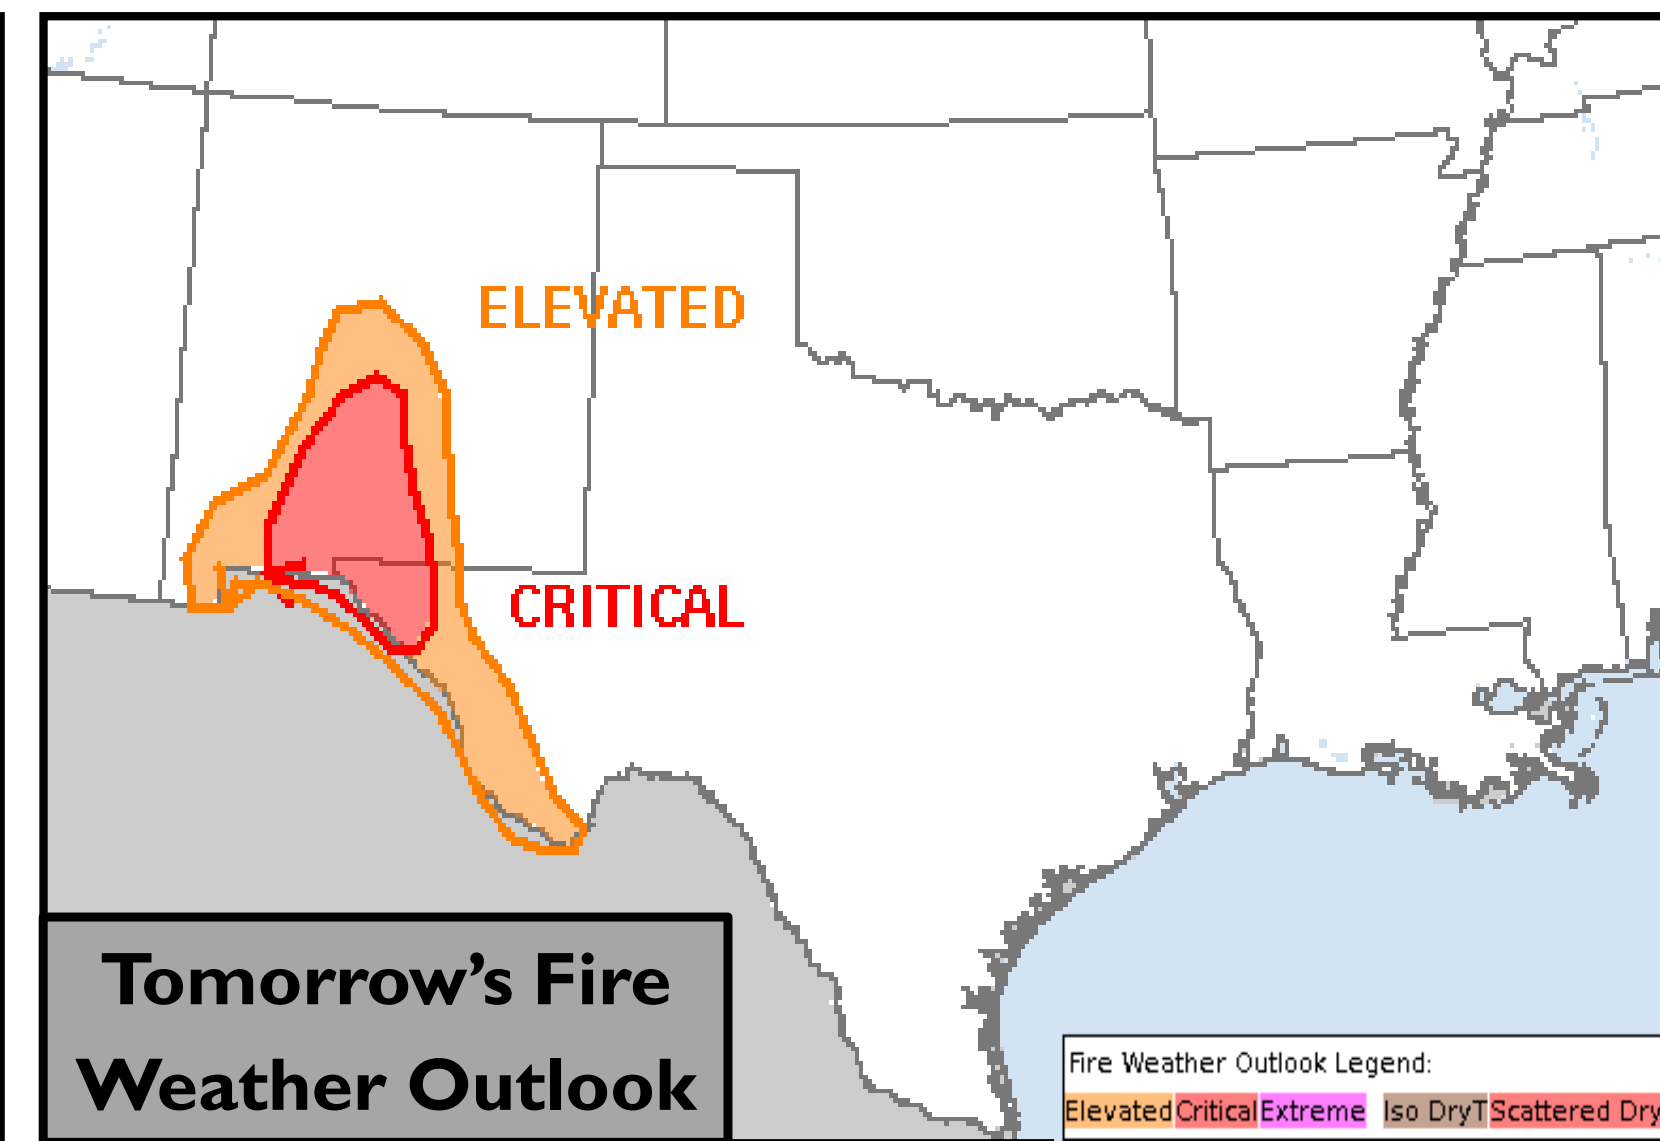 ELEVATED
CRITICAL
Tomorrow's Fire
Weather Outlook
Fire Weather Outlook Legend:
Elevated Critical Extreme Iso DryT Scattered Dry